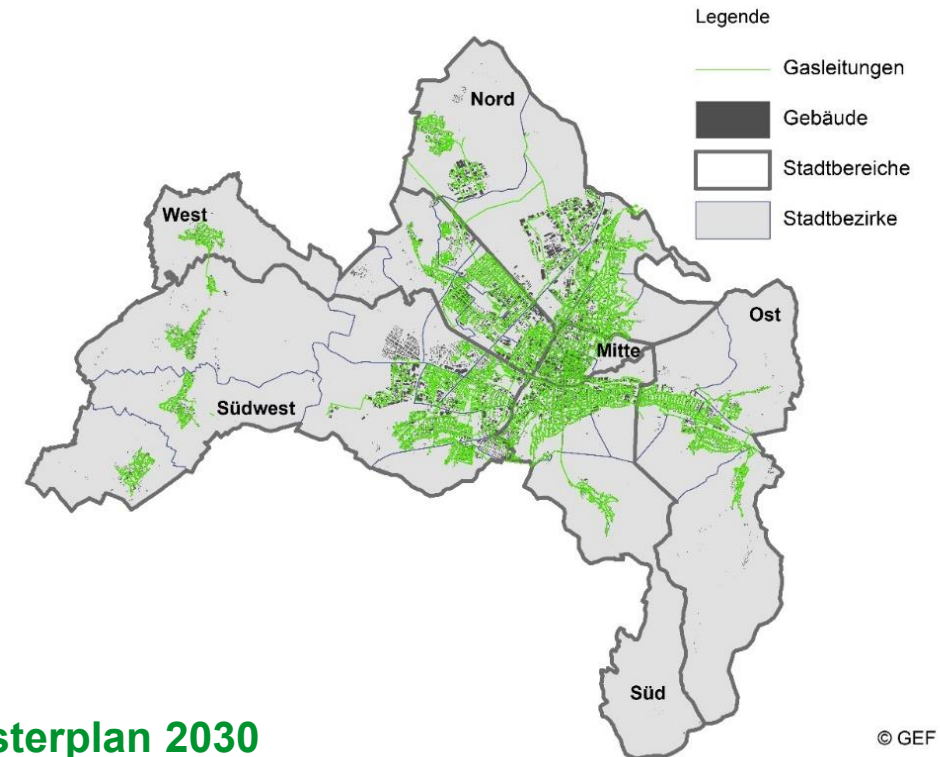 Legende
Gasleitungen
Gebäude
Stadtbereiche
Stadtbezirke
Nord
West
Ost
Mitte
Südwest
Süd
sterplan 2030
© GEF